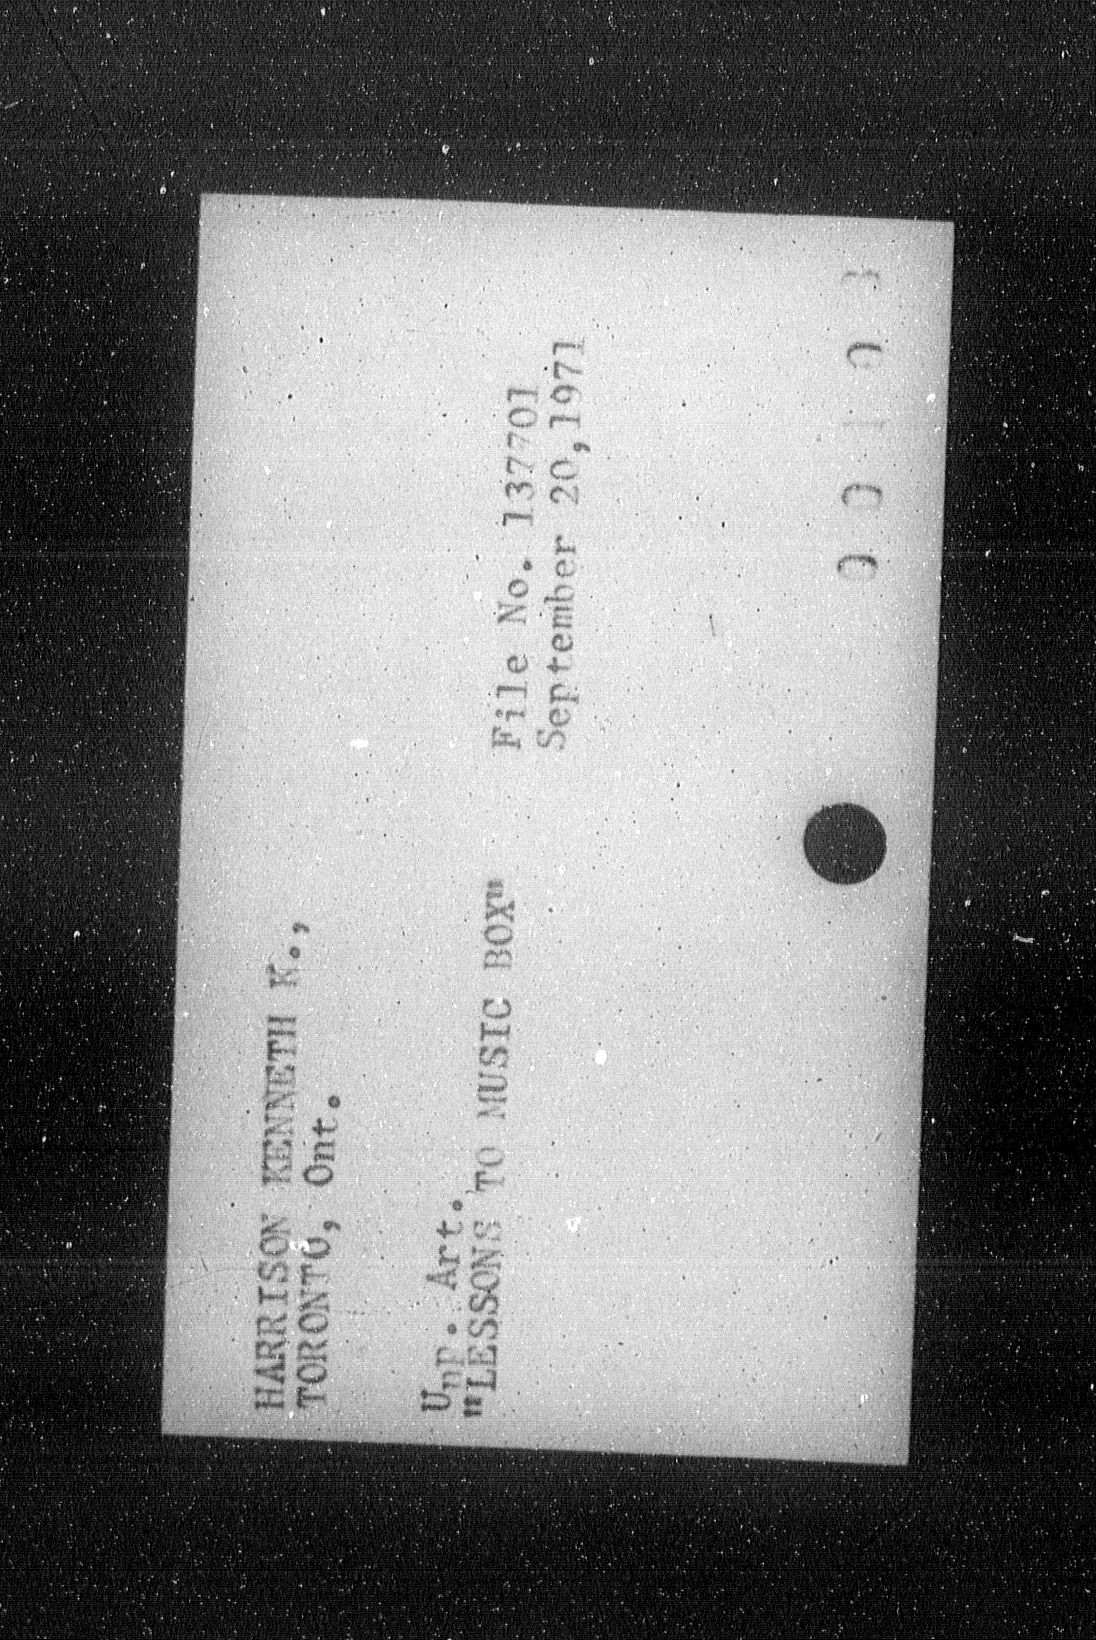 HARRISON KENNETH K.,
TORONTO, Ont.
Unp. Art.
"LESSONS TO MUSIC BOX"
File No. 137701
September 20,1971